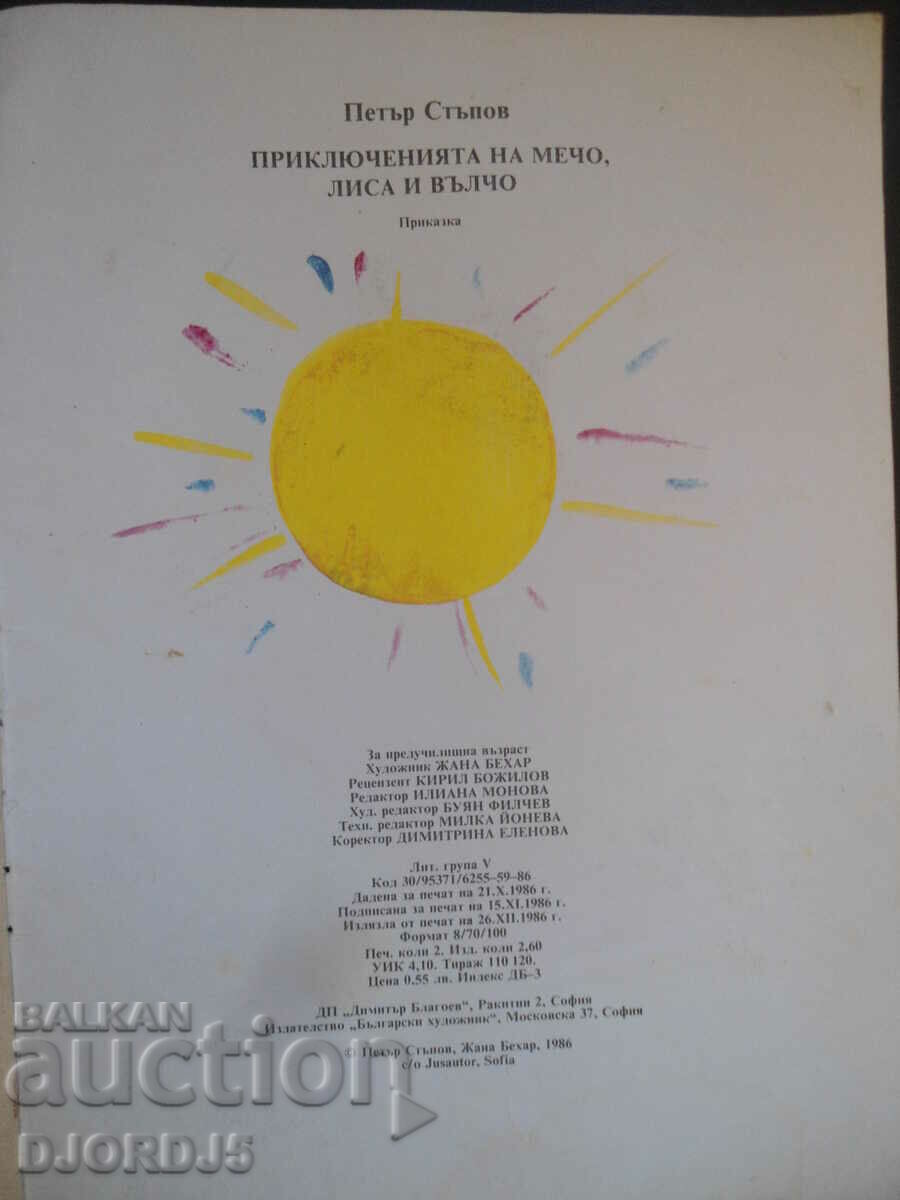 Петър Стъпов
ПРИКЛЮЧЕНИЯТА НА МЕЧО,
ЛИСА И ВЪЛЧО
Приказка
За предучилищна възраст
Художник ЖАНА БЕХАР
Рецензент КИРИЛ БОЖИЛОВ
Редактор ИЛИАНА МОНОВА
Худ. редактор БУЯН ФИЛЧЕВ
Техн. редактор МИЛКА ЙОНЕВА
Коректор ДИМИТРИНА ЕЛЕНОВА
Лит. група V
Код 30/95371/6255–59–86
Дадена за печат на 21.X.1986 г.
Подписана за печат на 15.XI.1986 г.
Излязла от печат на 26.XII.1986 г.
Формат 8/70/100
Печ. коли 2. Изд. коли 2,60
УИК 4,10. Тираж 110 120.
Цена 0,55 лв. Индекс ДБ–3
ДП „Димитър Благоев“, Ракитин 2, София
Издателство „Български художник“, Московска 37, София
© Петър Стъпов, Жана Бехар, 1986
c/o Jusautor, Sofia
BALKAN
auction
DJORDJ5